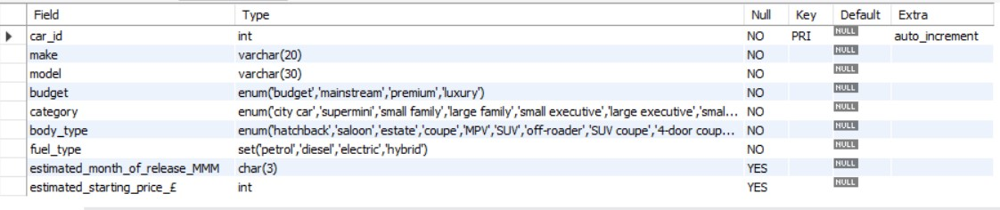 Field Type Null Key Default Extra
car_id int NO PRI NULL auto_increment
make varchar(20) NO NULL
model varchar(30) NO NULL
budget enum('budget','mainstream','premium','luxury') NO NULL
category enum('city car','supermini','small family','large family','small executive','large executive','smal... NO NULL
body_type enum('hatchback','saloon','estate','coupe','MPV','SUV','off-roader','SUV coupe','4-door coup... NO NULL
fuel_type set('petrol','diesel','electric','hybrid') NO NULL
estimated_month_of_release_MMM char(3) YES NULL
estimated_starting_price_£ int YES NULL